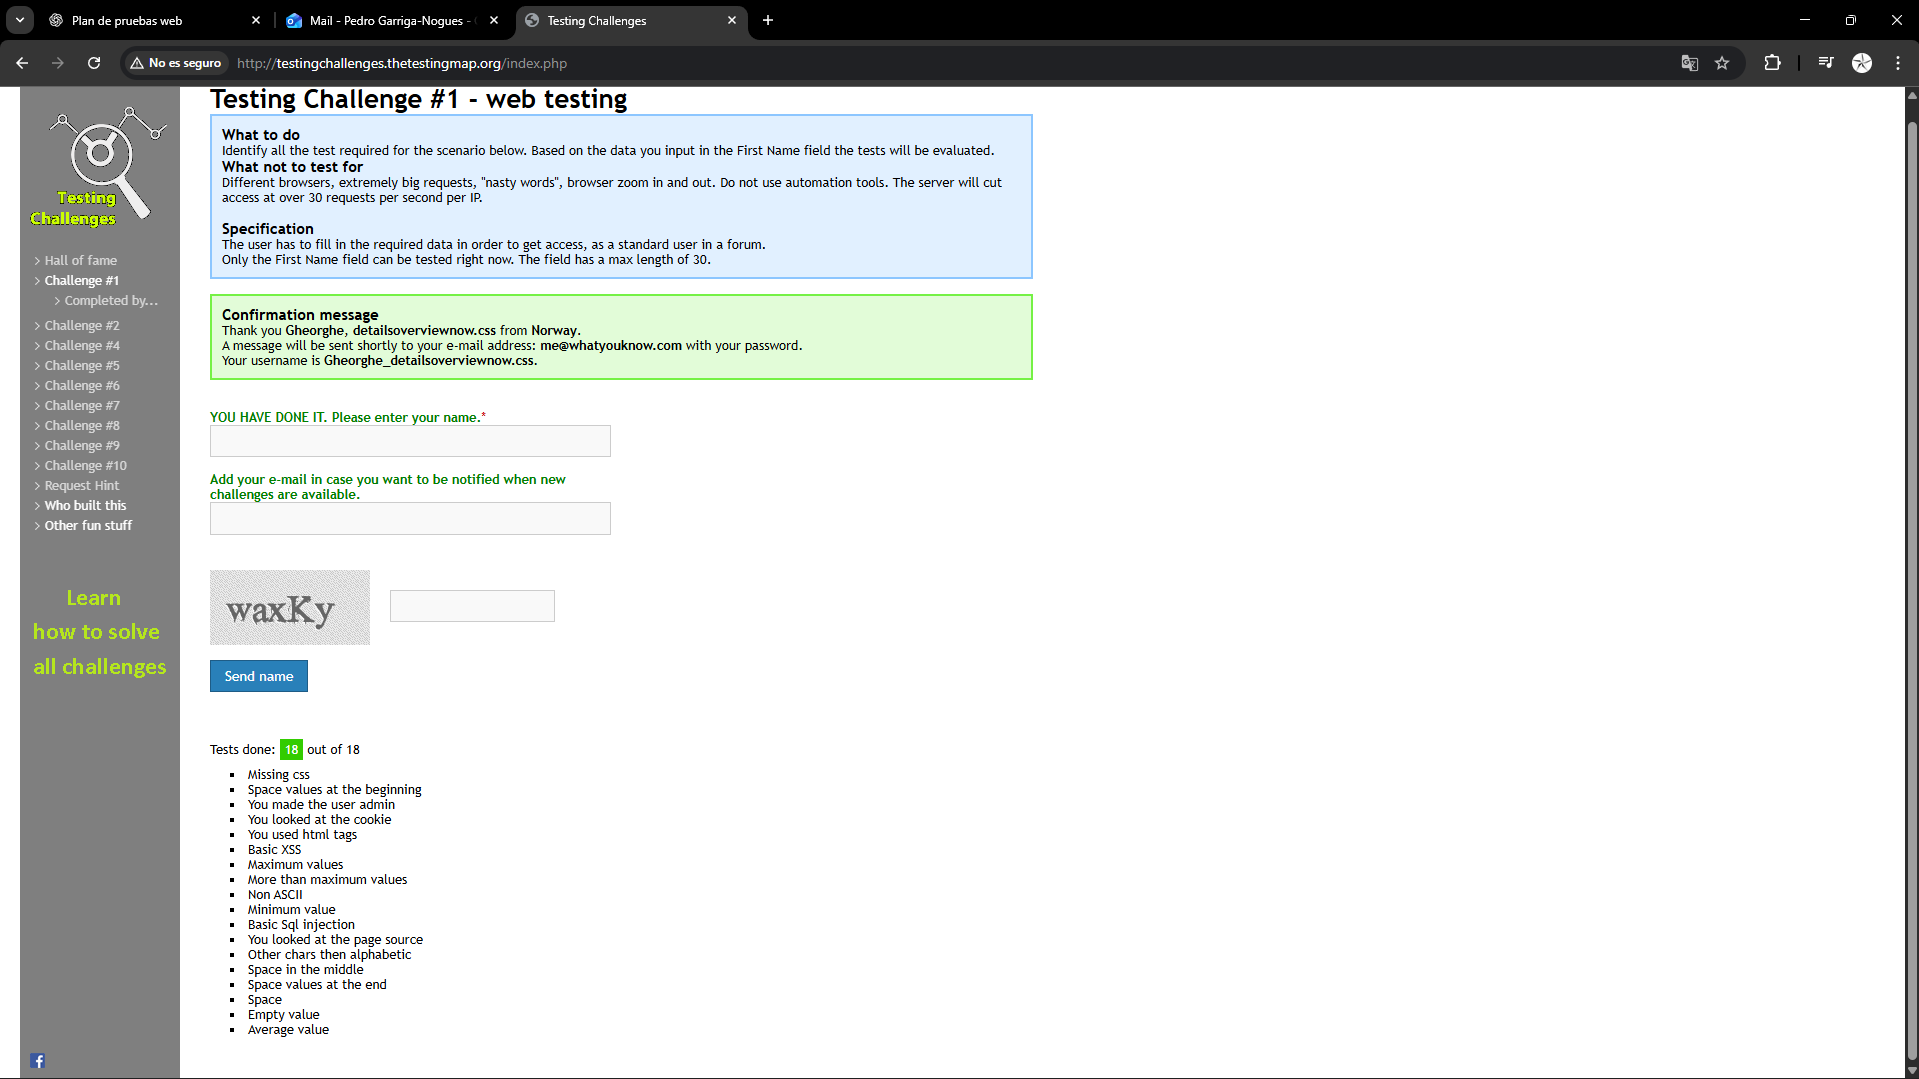 Plan de pruebas web
Mail - Pedro Garriga-Nogues -
Testing Challenges
No es seguro
http://testingchallenges.thetestingmap.org/index.php
Testing
Challenges
Hall of fame
Challenge #1
Completed by...
Challenge #2
Challenge #4
Challenge #5
Challenge #6
Challenge #7
Challenge #8
Challenge #9
Challenge #10
Request Hint
Who built this
Other fun stuff
Learn
how to solve
all challenges
Testing Challenge #1 - web testing
What to do
Identify all the test required for the scenario below. Based on the data you input in the First Name field the tests will be evaluated.
What not to test for
Different browsers, extremely big requests, "nasty words", browser zoom in and out. Do not use automation tools. The server will cut
access at over 30 requests per second per IP.
Specification
The user has to fill in the required data in order to get access, as a standard user in a forum.
Only the First Name field can be tested right now. The field has a max length of 30.
Confirmation message
Thank you Gheorghe, detailsoverviewnow.css from Norway.
A message will be sent shortly to your e-mail address: me@whatyouknow.com with your password.
Your username is Gheorghe_detailsoverviewnow.css.
YOU HAVE DONE IT. Please enter your name.*
Add your e-mail in case you want to be notified when new
challenges are available.
waxKy
Send name
Tests done: 18 out of 18
Missing css
Space values at the beginning
You made the user admin
You looked at the cookie
You used html tags
Basic XSS
Maximum values
More than maximum values
Non ASCII
Minimum value
Basic Sql injection
You looked at the page source
Other chars then alphabetic
Space in the middle
Space values at the end
Space
Empty value
Average value